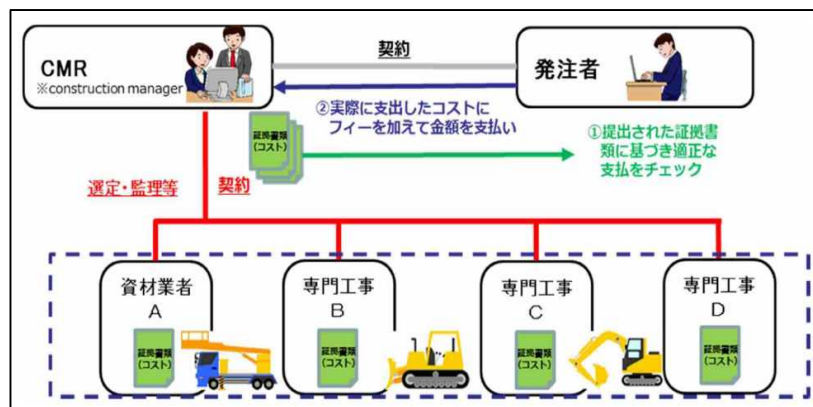 CMR
※construction manager
契約
発注者
②実際に支出したコストに
フィーを加えて金額を支払い
証拠書類
(コスト)
①提出された証拠書
類に基づき適正な
支払をチェック
選定・監理等
契約
資材業者
A
証拠書類
(コスト)
専門工事
B
証拠書類
(コスト)
専門工事
C
証拠書類
(コスト)
専門工事
D
証拠書類
(コスト)